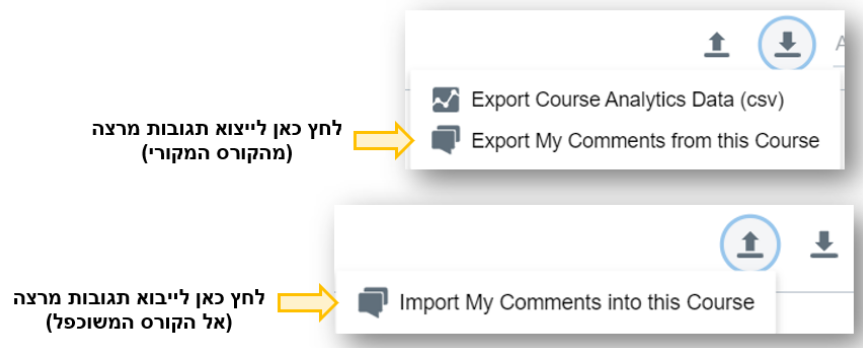 A
Export Course Analytics Data (csv)
לחץ כאן לייצוא תגובות מרצה
(מהקורס המקורי)
Export My Comments from this Course
לחץ כאן לייבוא תגובות מרצה
(אל הקורס המשוכפל)
Import My Comments into this Course